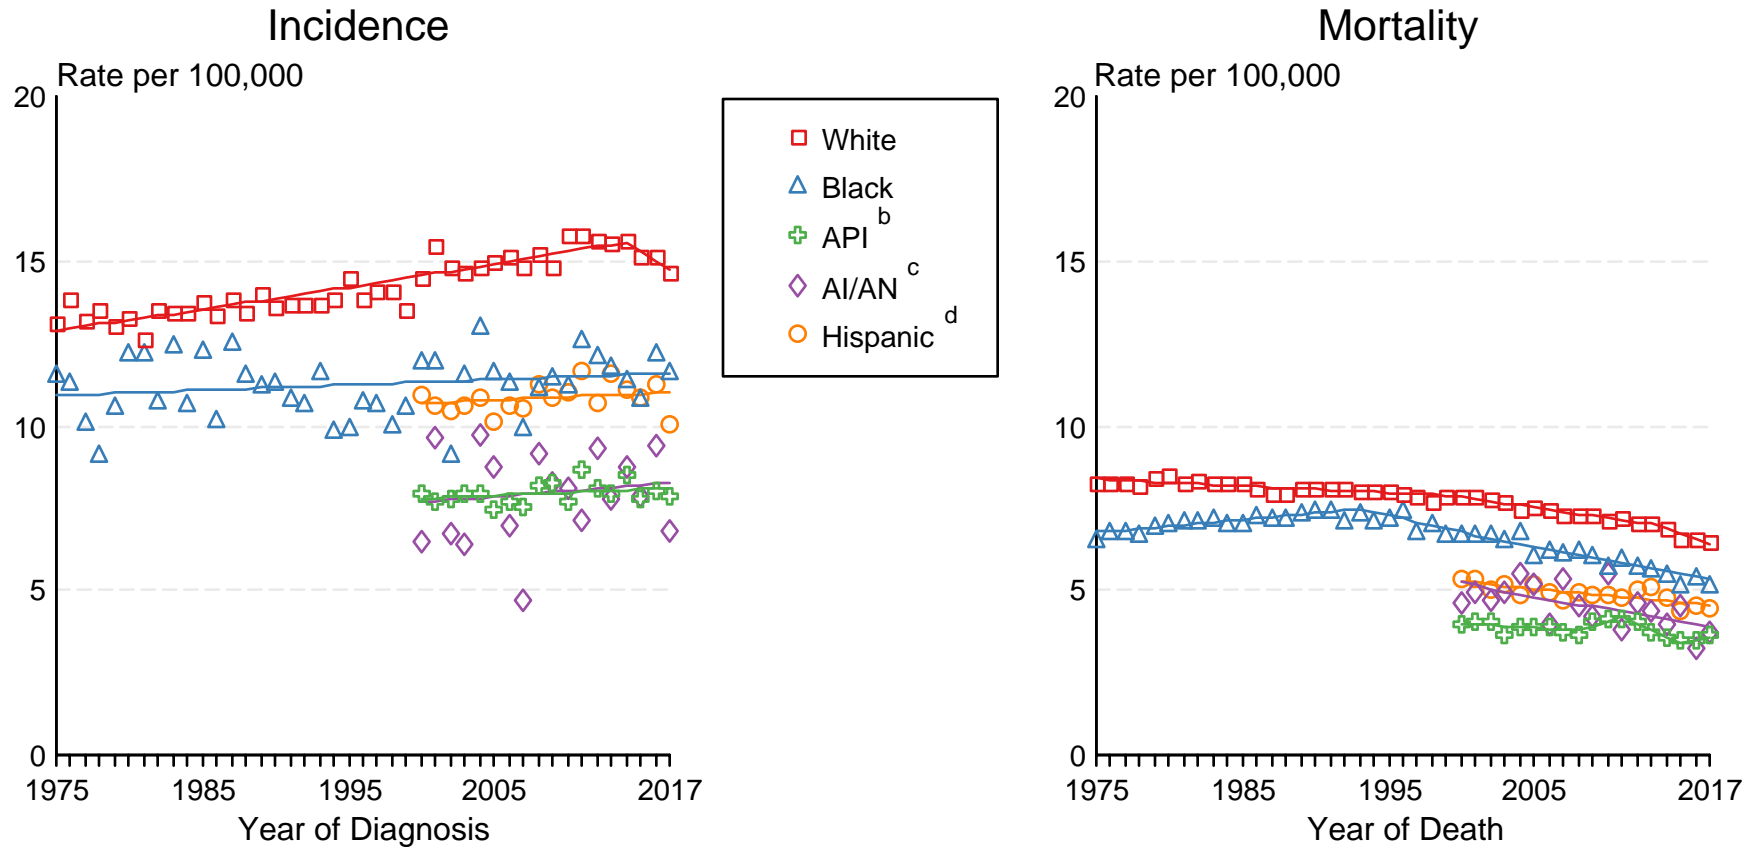 Incidence
Rate per 100,000
20
15
10
5
0
1975 1985 1995 2005 2017
Year of Diagnosis
White
Black
API b
AI/AN c
Hispanic d
Mortality
Rate per 100,000
20
15
10
5
0
1975 1985 1995 2005 2017
Year of Death